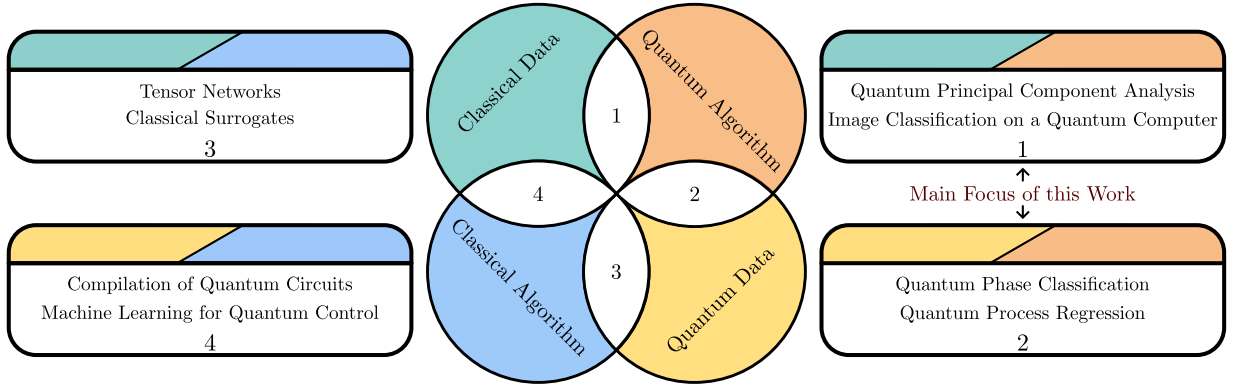 Tensor Networks
Classical Surrogates
3
Compilation of Quantum Circuits
Machine Learning for Quantum Control
4
Classical Data
Quantum Algorithm
1
4
2
3
Classical Algorithm
Quantum Data
Quantum Principal Component Analysis
Image Classification on a Quantum Computer
1
Main Focus of this Work
Quantum Phase Classification
Quantum Process Regression
2